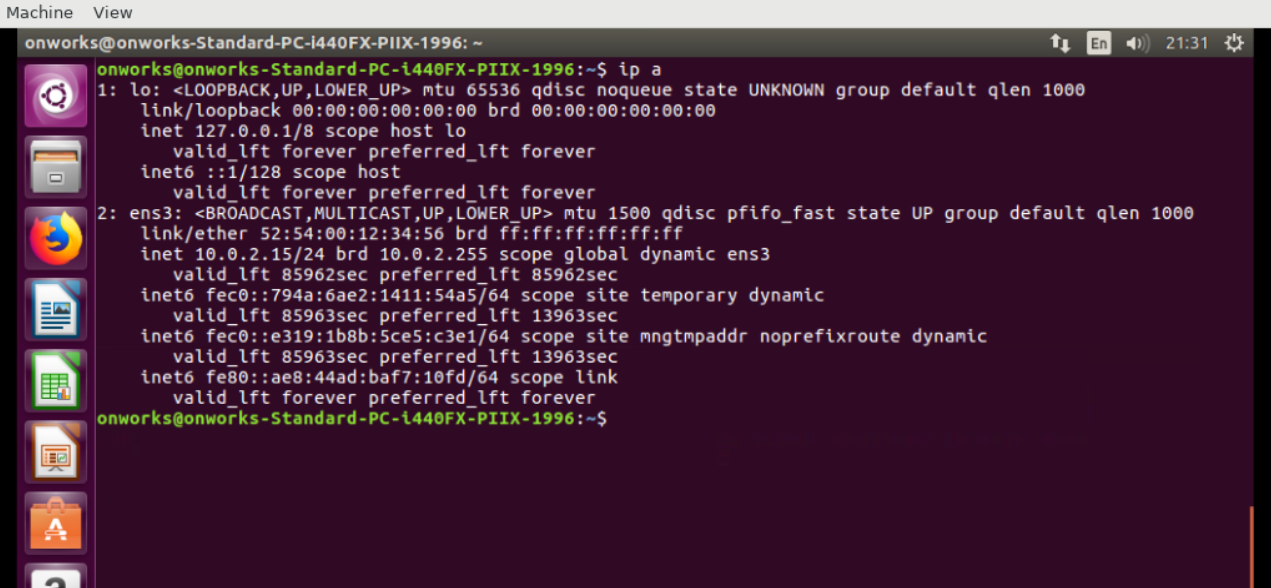 Machine View
onworks@onworks-Standard-PC-i440FX-PIIX-1996: ~
En
21:31
onworks@onworks-Standard-PC-i440FX-PIIX-1996:~$ ip a
1: lo: <LOOPBACK,UP,LOWER_UP> mtu 65536 qdisc noqueue state UNKNOWN group default qlen 1000
    link/loopback 00:00:00:00:00:00 brd 00:00:00:00:00:00
    inet 127.0.0.1/8 scope host lo
       valid_lft forever preferred_lft forever
    inet6 ::1/128 scope host
       valid_lft forever preferred_lft forever
2: ens3: <BROADCAST,MULTICAST,UP,LOWER_UP> mtu 1500 qdisc pfifo_fast state UP group default qlen 1000
    link/ether 52:54:00:12:34:56 brd ff:ff:ff:ff:ff:ff
    inet 10.0.2.15/24 brd 10.0.2.255 scope global dynamic ens3
       valid_lft 85962sec preferred_lft 85962sec
    inet6 fec0::794a:6ae2:1411:54a5/64 scope site temporary dynamic
       valid_lft 85963sec preferred_lft 13963sec
    inet6 fec0::e319:1b8b:5ce5:c3e1/64 scope site mngtmpaddr noprefixroute dynamic
       valid_lft 85963sec preferred_lft 13963sec
    inet6 fe80::ae8:44ad:baf7:10fd/64 scope link
       valid_lft forever preferred_lft forever
onworks@onworks-Standard-PC-i440FX-PIIX-1996:~$